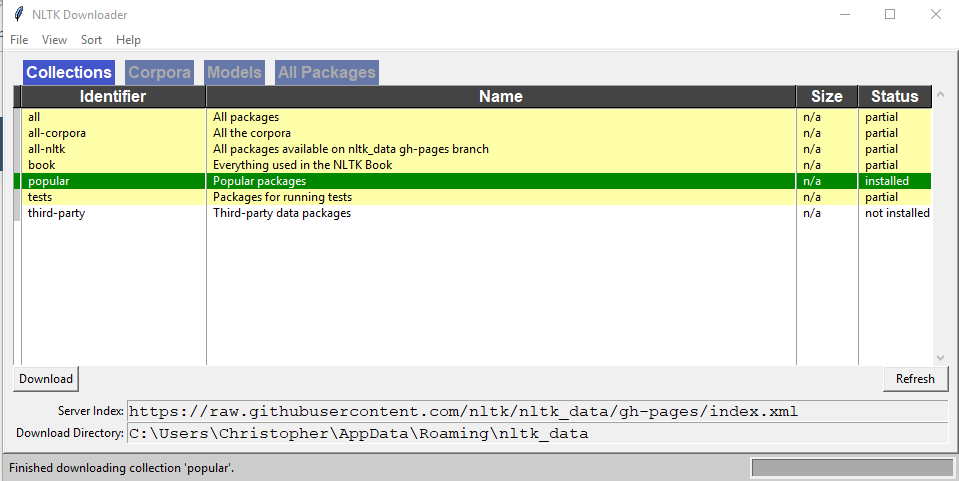 NLTK Downloader
File View Sort Help
Collections Corpora Models All Packages
Identifier Name Size Status
all All packages n/a partial
all-corpora All the corpora n/a partial
all-nltk All packages available on nltk_data gh-pages branch n/a partial
book Everything used in the NLTK Book n/a partial
popular Popular packages n/a installed
tests Packages for running tests n/a partial
third-party Third-party data packages n/a not installed
Download Refresh
Server Index: https://raw.githubusercontent.com/nltk/nltk_data/gh-pages/index.xml
Download Directory: C:\Users\Christopher\AppData\Roaming\nltk_data
Finished downloading collection 'popular'.